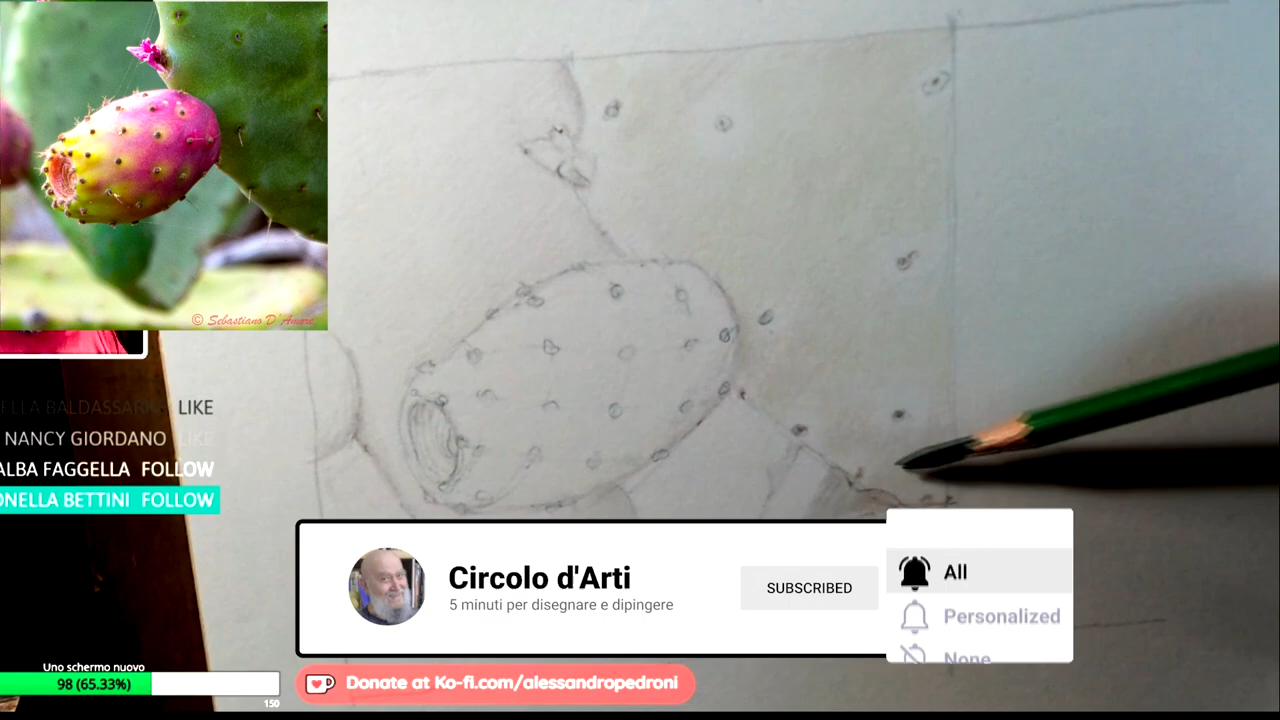 © Sebastiano D'Amore
ELLA BALDASSARI LIKE
NANCY GIORDANO LIKE
ALBA FAGGELLA FOLLOW
ONELLA BETTINI FOLLOW
Circolo d'Arti
5 minuti per disegnare e dipingere
SUBSCRIBED
All
Personalized
None
Uno schermo nuovo
98 (65.33%)
150
Donate at Ko-fi.com/alessandropedroni